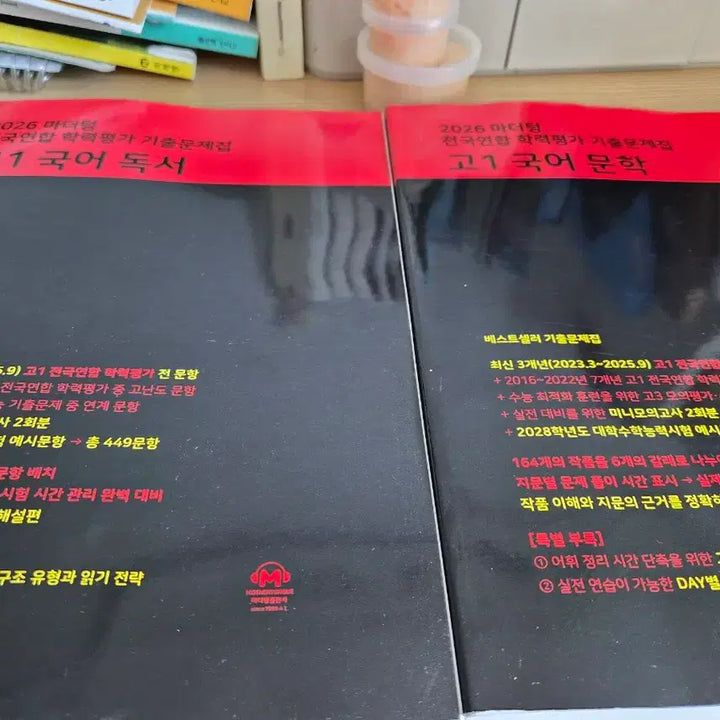 2026 마더텅
전국연합 학력평가 기출문제집
1 국어 독서
5.9) 고1 전국연합 학력평가 전 문항
전국연합 학력평가 중 고난도 문항
기출문제 중 연계 문항
2회분
예시문항 → 총 449문항
문항 배치
시험 시간 관리 완벽 대비
해설편
구조 유형과 읽기 전략
M
마더텅출판사
2026 마더텅
전국연합 학력평가 기출문제집
고1 국어 문학
베스트셀러 기출문제집
최신 3개년(2023.3~2025.9) 고1 전국연합
+ 2016~2022년 7개년 고1 전국연합 학력
+ 수능 최적화 훈련을 위한 고3 모의평가
+ 실전 대비를 위한 미니모의고사 2회분
+ 2028학년도 대학수학능력시험 예시
164개의 작품을 6개의 갈래로 나누어
지문별 문제 풀이 시간 표시 → 실제
작품 이해와 지문의 근거를 정확히
[특별 부록]
① 어휘 정리 시간 단축을 위한
② 실전 연습이 가능한 DAY별